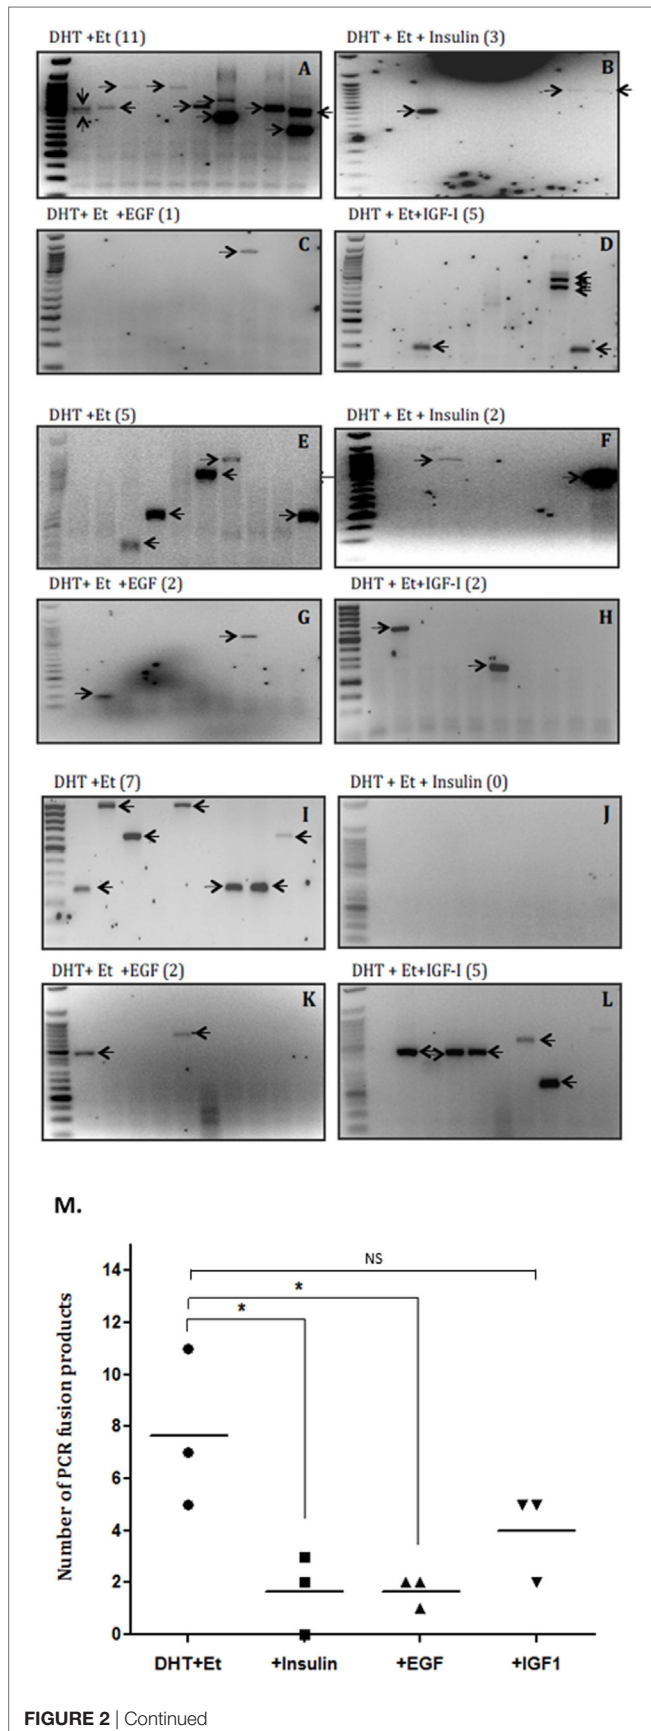 DHT +Et (11)
DHT + Et + Insulin (3)
A
B
DHT+ Et +EGF (1)
DHT + Et+IGF-I (5)
C
D
DHT +Et (5)
DHT + Et + Insulin (2)
E
F
DHT+ Et +EGF (2)
DHT + Et+IGF-I (2)
G
H
DHT +Et (7)
DHT + Et + Insulin (0)
I
J
DHT+ Et +EGF (2)
DHT + Et+IGF-I (5)
K
L
M.
NS
*
*
Number of PCR fusion products
14
12
10
8
6
4
2
0
DHT+Et
+Insulin
+EGF
+IGF1
FIGURE 2 | Continued